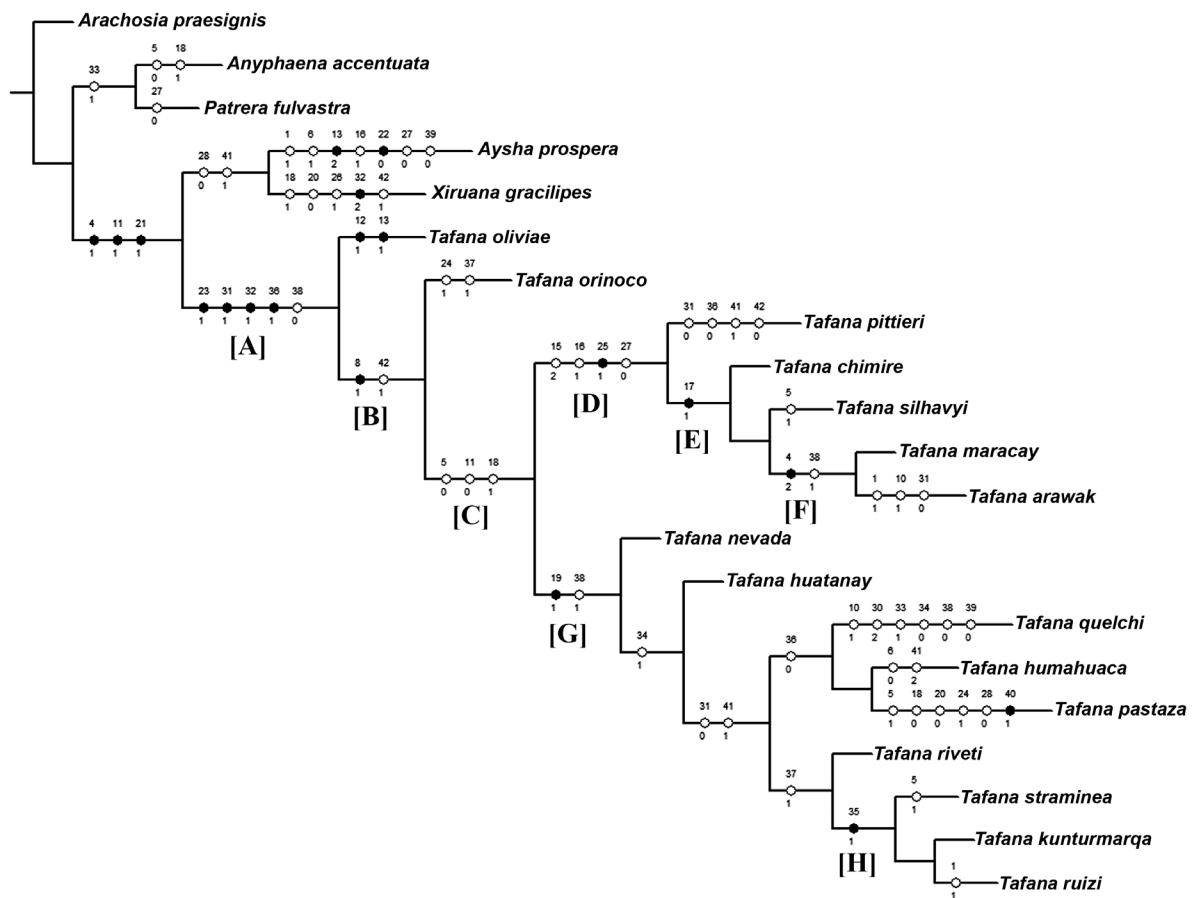 Arachosia praesignis
5 18
Anyphaena accentuata
33
0 1
1
27
Patrera fulvastra
0
1 6 13 16 22 27 39
Aysha prospera
28 41
1 1 2 1 0 0 0
0 1
18 20 26 32 42
Xiruana gracilipes
1 0 1 2 1
4 11 21
1 1 1
12 13
Tafana oliviae
1 1
23 31 32 36 38
1 1 1 1 0
[A]
24 37
Tafana orinoco
1 1
8 42
1 1
[B]
31 36 41 42
Tafana pittieri
0 0 1 0
15 16 25 27
2 1 1 0
[D]
Tafana chimire
17
1
[E]
5
Tafana silhavyi
1
Tafana maracay
4 38
2 1
[F]
1 10 31
Tafana arawak
1 1 0
5 11 18
0 0 1
[C]
Tafana nevada
19 38
1 1
[G]
Tafana huatanay
34
1
10 30 33 34 38 39
Tafana quelchi
1 2 1 0 0 0
36
0
6 41
Tafana humahuaca
0 2
5 18 20 24 28 40
Tafana pastaza
1 0 0 1 0 1
31 41
0 1
Tafana riveti
37
1
5
Tafana straminea
1
35
1
[H]
Tafana kunturmarqa
1
Tafana ruizi
1